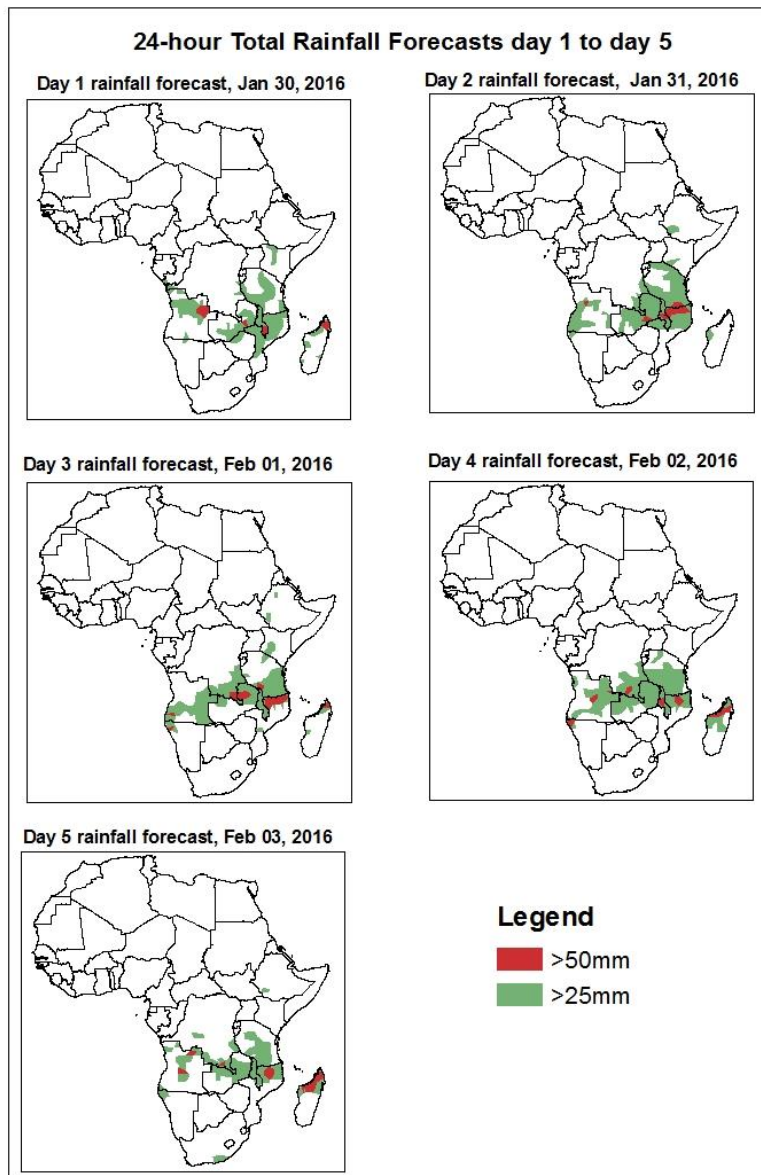 24-hour Total Rainfall Forecasts day 1 to day 5
Day 1 rainfall forecast, Jan 30, 2016
Day 2 rainfall forecast, Jan 31, 2016
Day 3 rainfall forecast, Feb 01, 2016
Day 4 rainfall forecast, Feb 02, 2016
Day 5 rainfall forecast, Feb 03, 2016
Legend
>50mm
>25mm